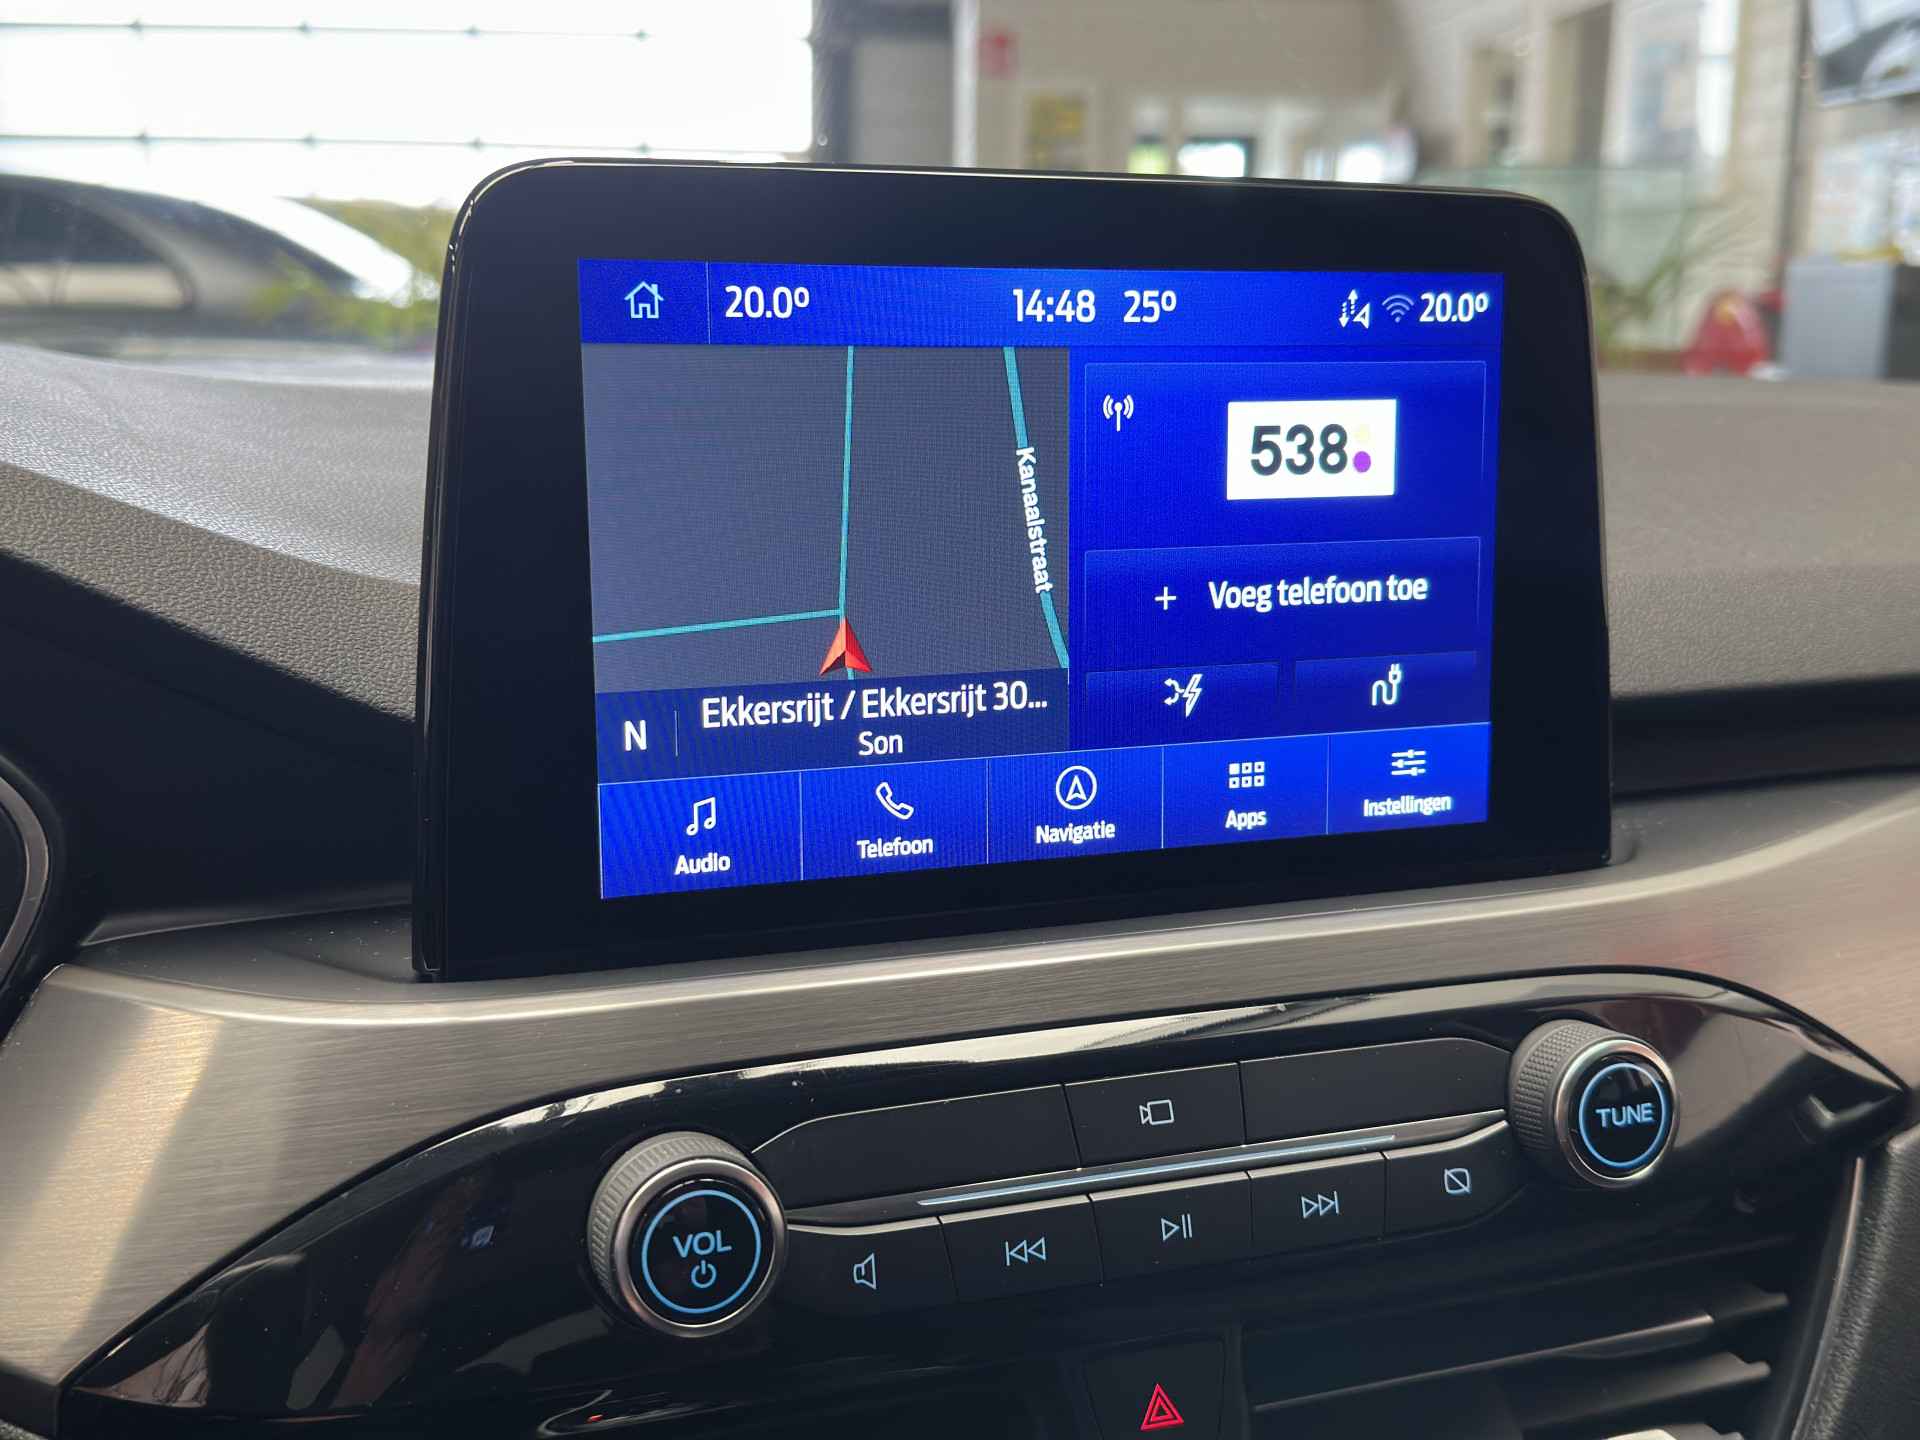 20.0º 14:48 25º 20.0º
Kanaalstraat
538
+ Voeg telefoon toe
N
Ekkersrijt / Ekkersrijt 30...
Son
Audio
Telefoon
Navigatie
Apps
Instellingen
TUNE
VOL